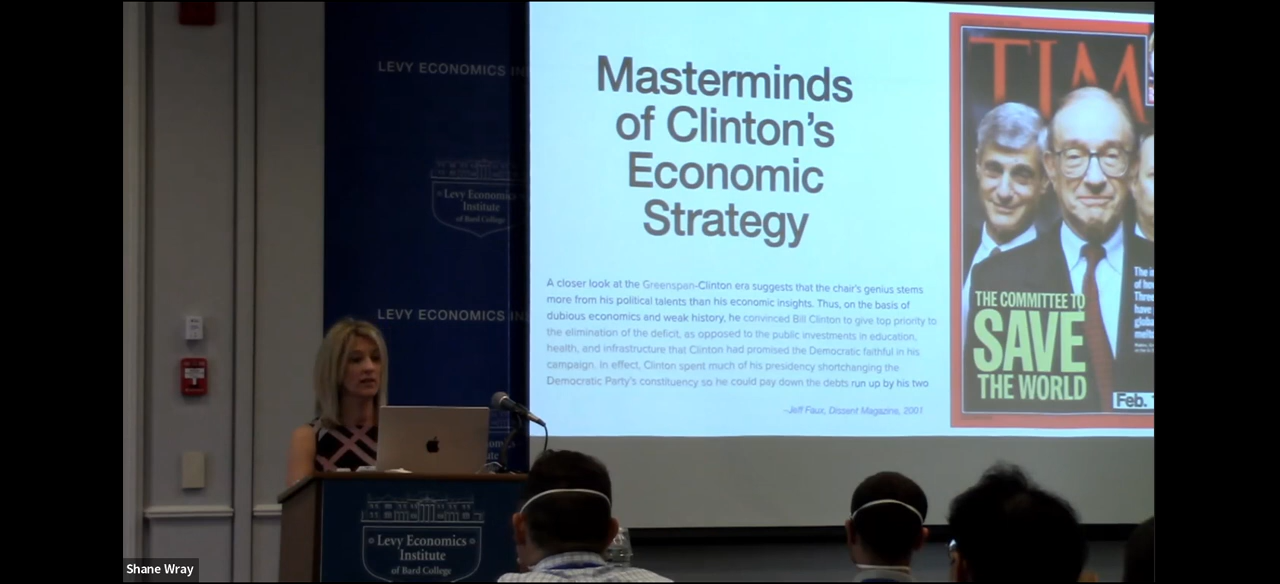 LEVY ECONOMICS
Levy Economics
Institute
of Bard College
LEVY ECONOMICS
Masterminds
of Clinton's
Economic
Strategy
A closer look at the Greenspan-Clinton era suggests that the chair's genius stems
more from his political talents than his economic insights. Thus, on the basis of
dubious economics and weak history, he convinced Bill Clinton to give top priority to
the elimination of the deficit, as opposed to the public investments in education,
health, and infrastructure that Clinton had promised the Democratic faithful in his
campaign. In effect, Clinton spent much of his presidency shortchanging the
Democratic Party's constituency so he could pay down the debts run up by his two
–Jeff Faux, Dissent Magazine, 2001
TIM
THE COMMITTEE TO
SAVE
THE WORLD
Feb.
Levy Economics
Institute
of Bard College
Shane Wray